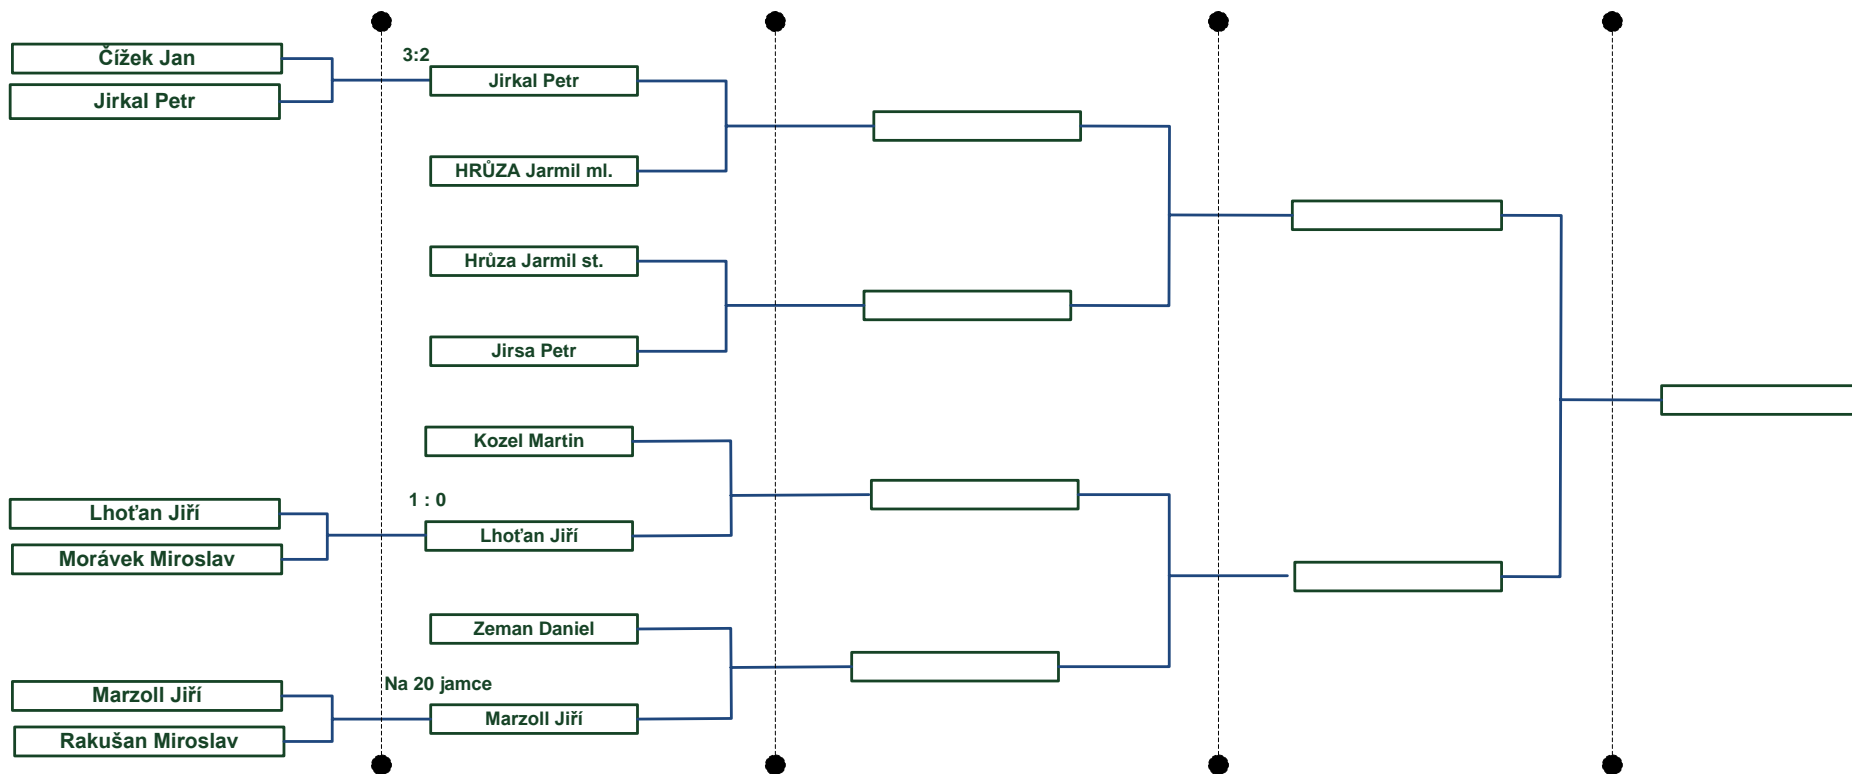 Čížek Jan
Jirkal Petr
3:2
Jirkal Petr
HRŮZA Jarmil ml.
Hrůza Jarmil st.
Jirsa Petr
Kozel Martin
Lhoťan Jiří
Morávek Miroslav
1 : 0
Lhoťan Jiří
Zeman Daniel
Marzoll Jiří
Rakušan Miroslav
Na 20 jamce
Marzoll Jiří